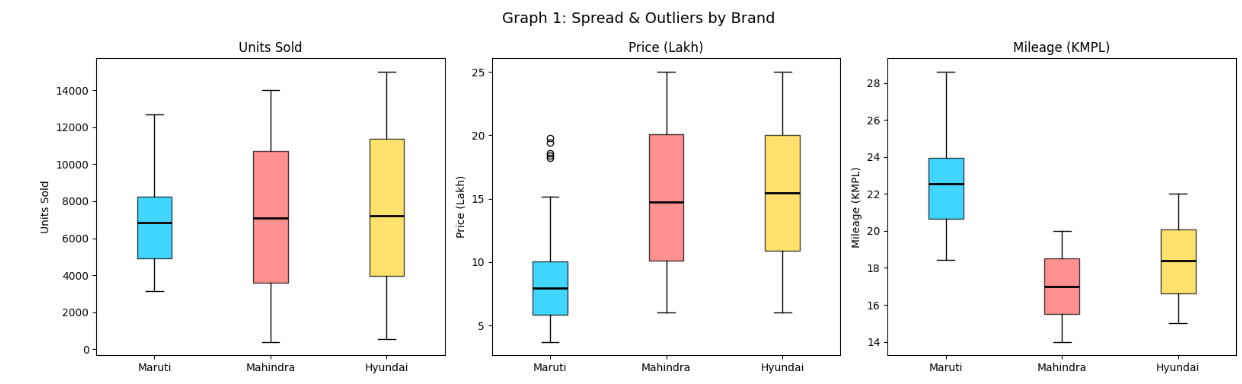 Graph 1: Spread & Outliers by Brand
Units Sold
Units Sold
14000
12000
10000
8000
6000
4000
2000
0
Maruti Mahindra Hyundai
Price (Lakh)
Price (Lakh)
25
20
15
10
5
Maruti Mahindra Hyundai
Mileage (KMPL)
Mileage (KMPL)
28
26
24
22
20
18
16
14
Maruti Mahindra Hyundai